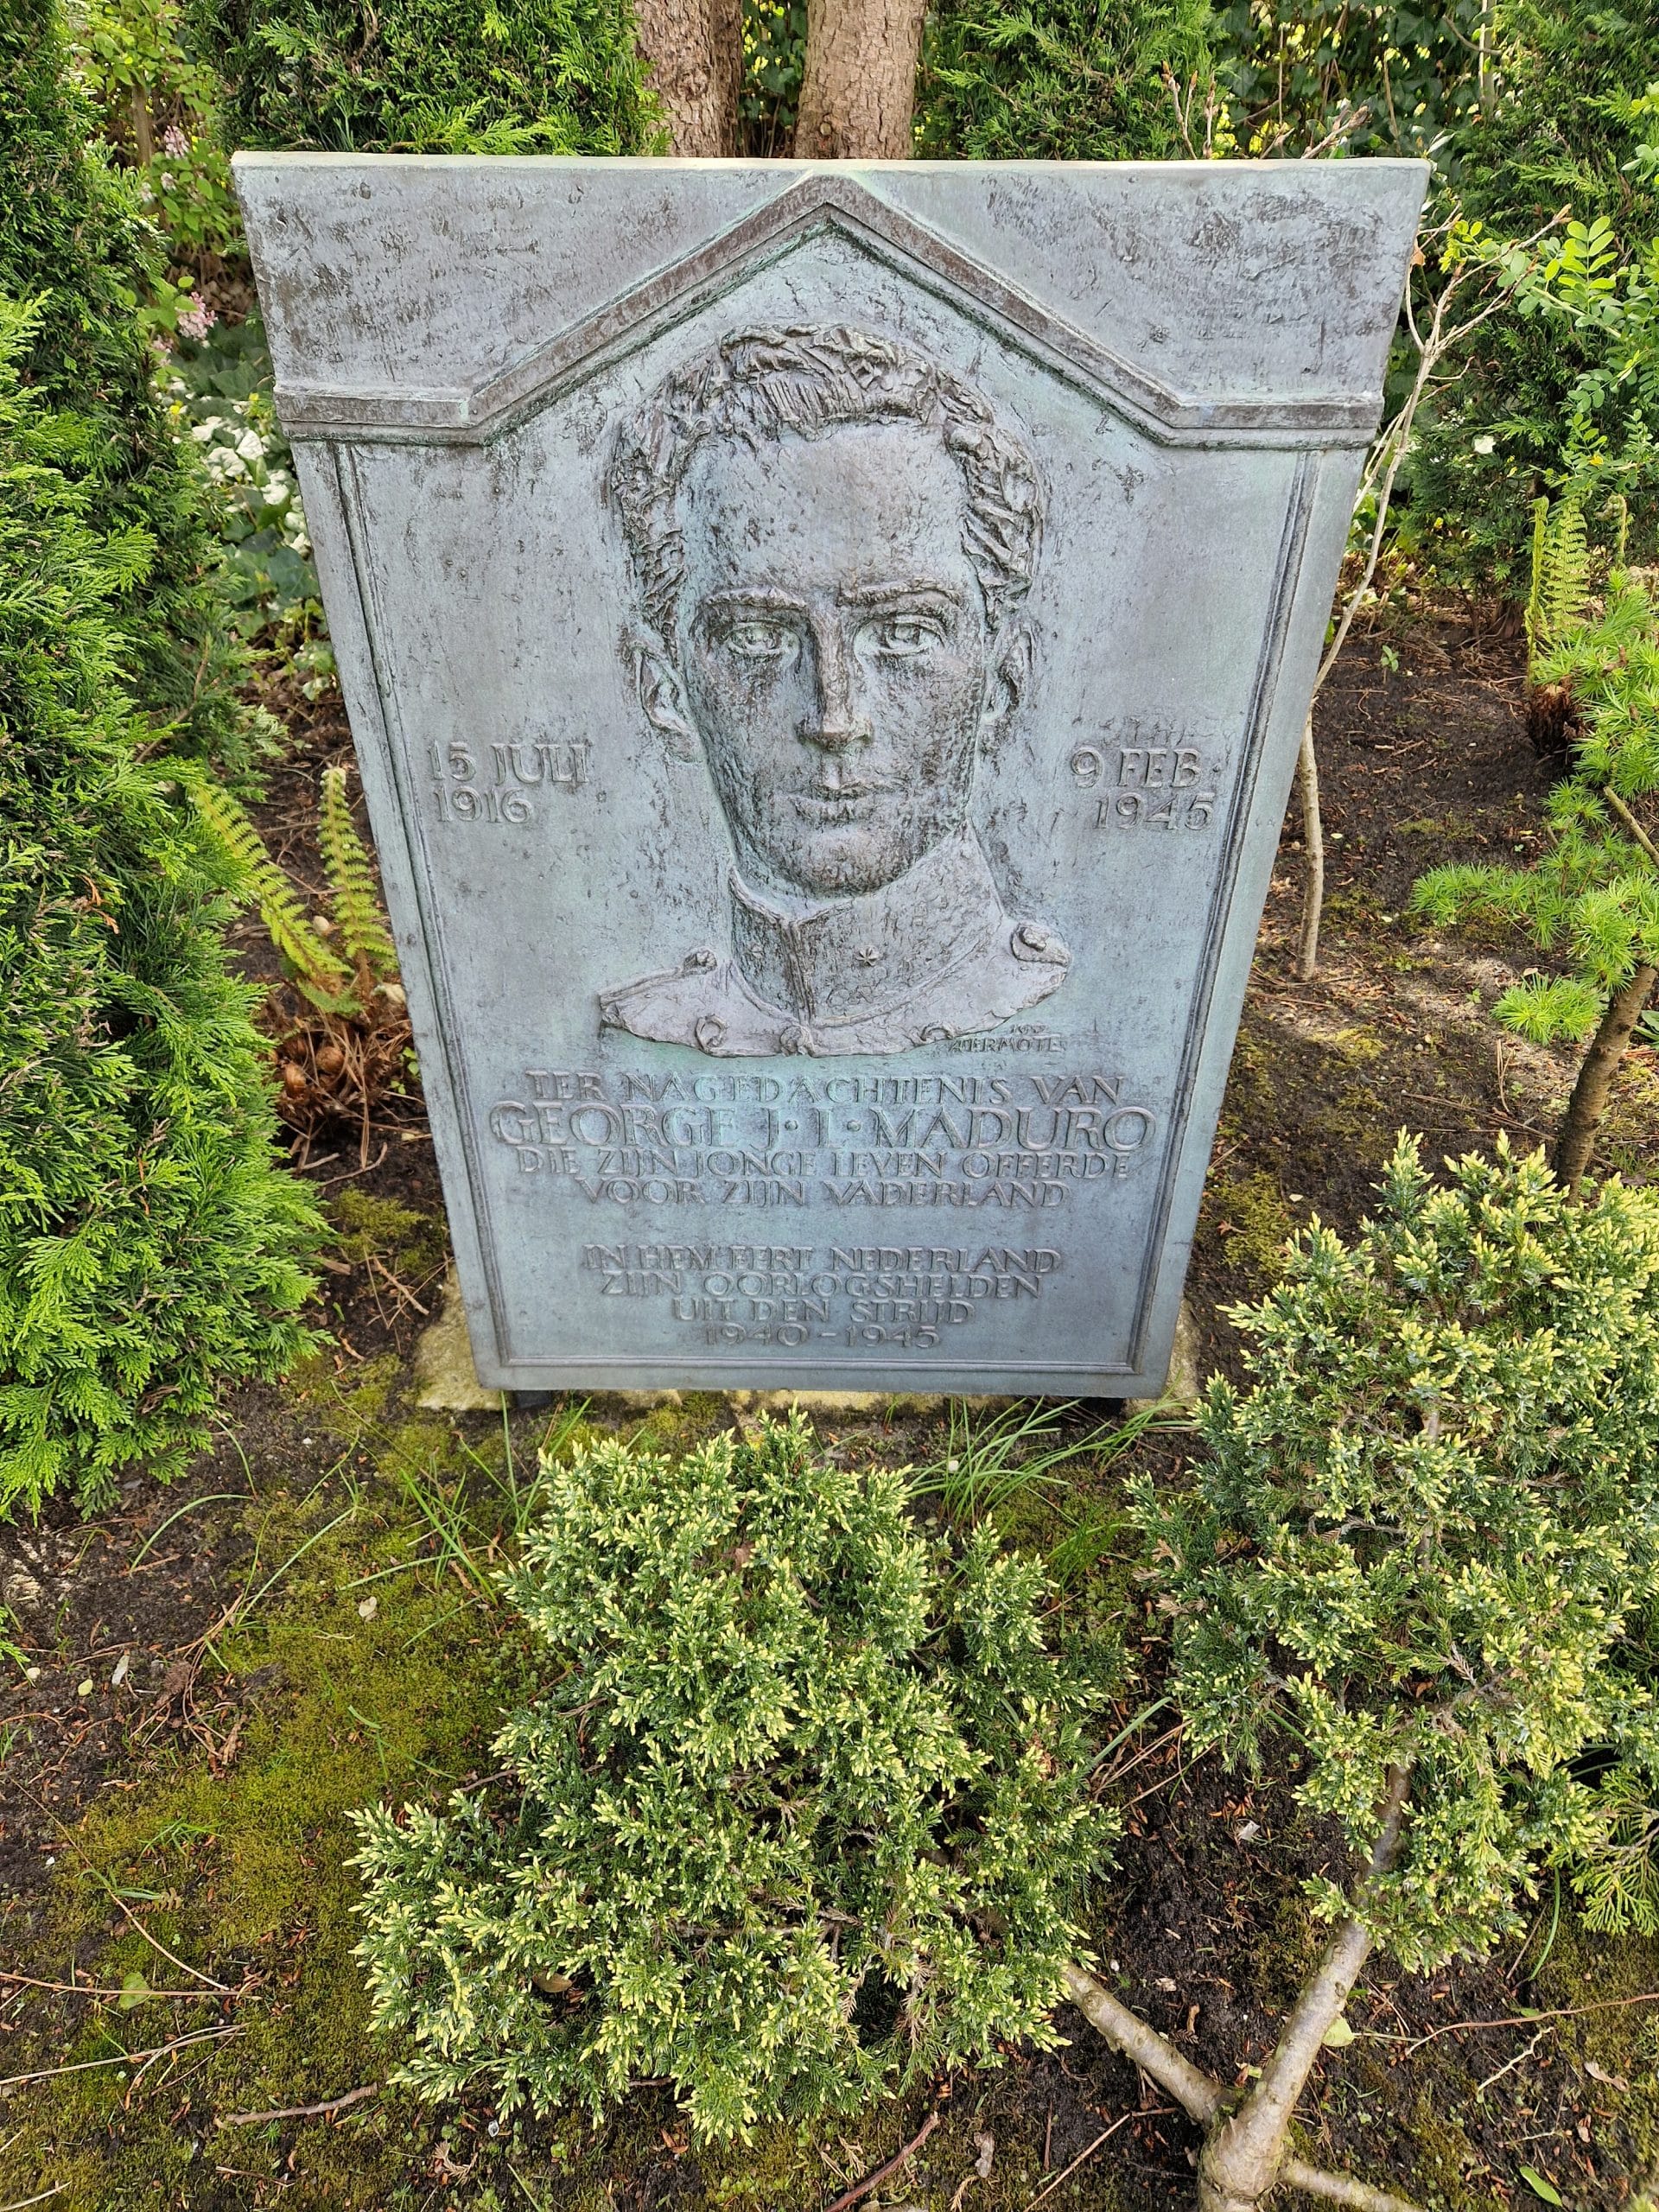 15 JULI
1916
9 FEB.
1945
TER NAGEDACHTENIS VAN
GEORGE J·L·MADURO
DIE ZIJN JONGE LEVEN OFFERDE
VOOR ZIJN VADERLAND
IN HEM EERT NEDERLAND
ZIJN OORLOGSHELDEN
UIT DEN STRIJD
1940-1945